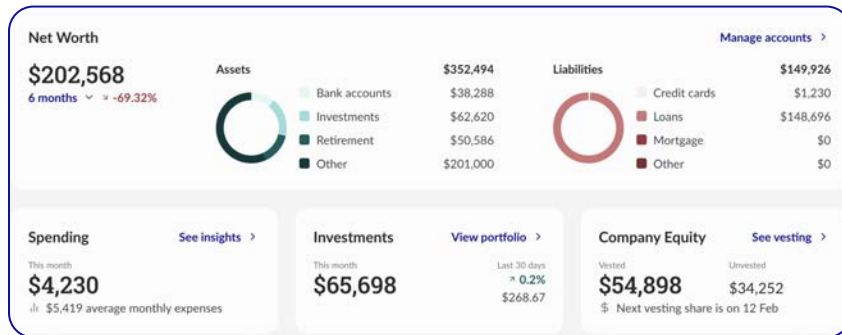 Net Worth
Manage accounts >
$202,568
6 months -69.32%
Assets $352,494
Bank accounts $38,288
Investments $62,620
Retirement $50,586
Other $201,000
Liabilities $149,926
Credit cards $1,230
Loans $148,696
Mortgage $0
Other $0
Spending See insights >
This month
$4,230
$5,419 average monthly expenses
Investments View portfolio >
This month
$65,698
Last 30 days
0.2%
$268.67
Company Equity See vesting >
Vested Unvested
$54,898 $34,252
$ Next vesting share is on 12 Feb